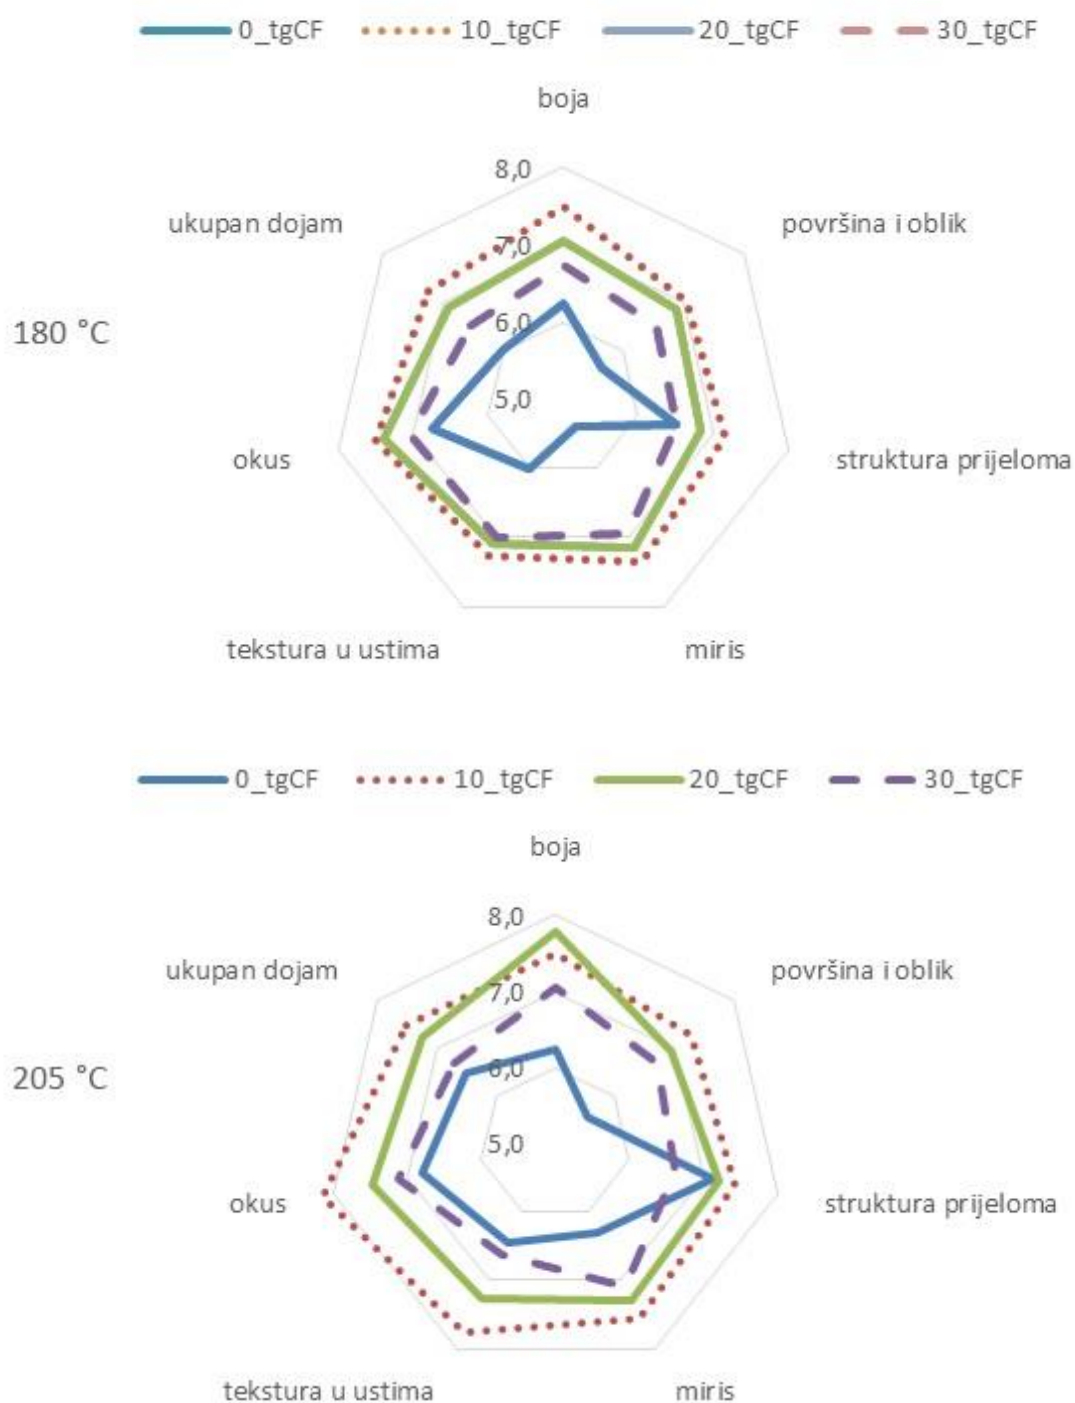 0_tgCF 10_tgCF 20_tgCF 30_tgCF
boja
8,0
ukupan dojam
površina i oblik
7,0
180 °C
6,0
5,0
okus
struktura prijeloma
tekstura u ustima
miris
0_tgCF 10_tgCF 20_tgCF 30_tgCF
boja
8,0
ukupan dojam
površina i oblik
7,0
205 °C
6,0
5,0
okus
struktura prijeloma
tekstura u ustima
miris